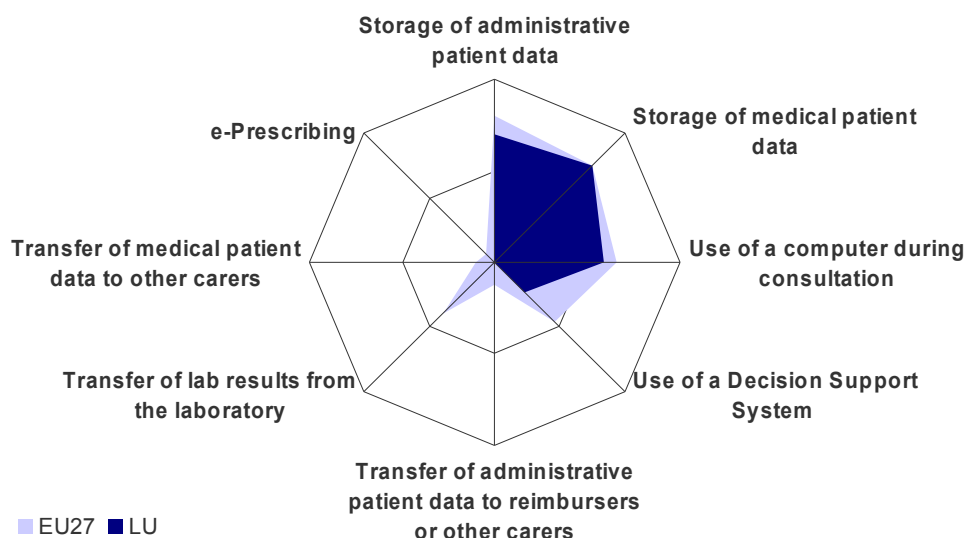 Storage of administrative
patient data
Storage of medical patient
data
Use of a computer during
consultation
Use of a Decision Support
System
Transfer of administrative
patient data to reimbursers
or other carers
Transfer of lab results from
the laboratory
Transfer of medical patient
data to other carers
e-Prescribing
EU27 LU